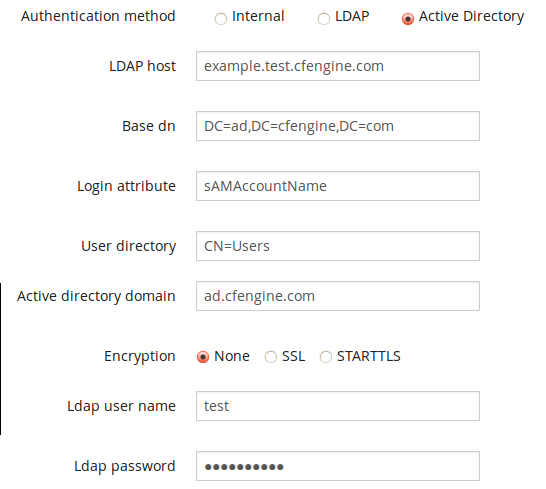 Authentication method Internal LDAP Active Directory
LDAP host example.test.cfengine.com
Base dn DC=ad,DC=cfengine,DC=com
Login attribute sAMAccountName
User directory CN=Users
Active directory domain ad.cfengine.com
Encryption None SSL STARTTLS
Ldap user name test
Ldap password ●●●●●●●●●●